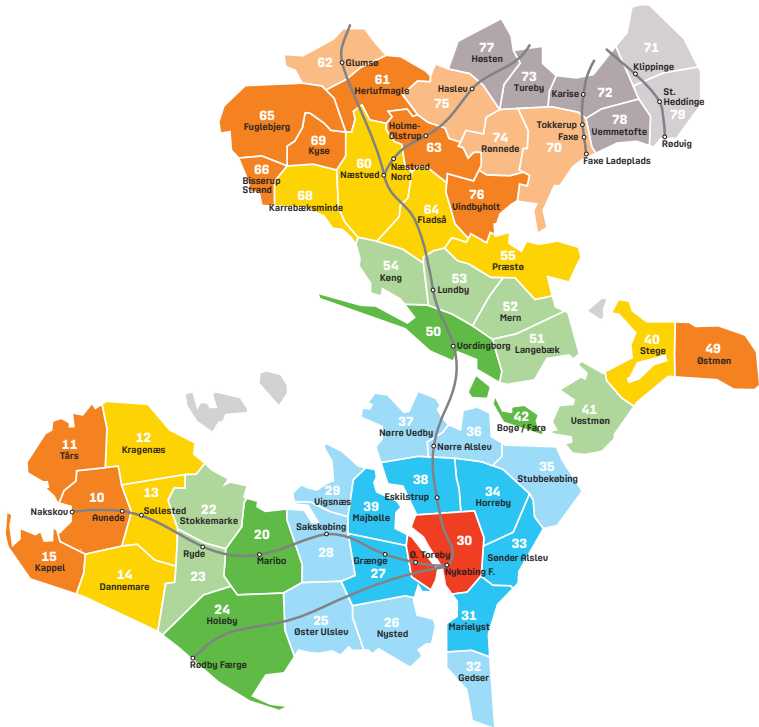 71
77
Høsten
62
Glumsø
Klippinge
61
Herlufmagle
73
Tureby
72
Karise
Haslev
75
St.
Heddinge
79
65
Fuglebjerg
78
Vemmetofte
Holme-
Olstrup
63
Tokkerup
Faxe
70
69
Kyse
74
Rønnede
Rødvig
60
Næstved
Næstved
Nord
Faxe Ladeplads
66
Bisserup
Strand
68
Karrebæksminde
76
Vindbyholt
64
Fladså
55
Præstø
54
Køng
53
Lundby
52
Mern
50
Vordingborg
51
Langebæk
40
Stege
49
Østmøn
41
Vestmøn
42
Bogø / Farø
37
Nørre Vedby
36
Nørre Alslev
11
Tårs
12
Kragenæs
35
Stubbekøbing
38
Eskilstrup
34
Horreby
29
Vigsnæs
39
Majbølle
10
Nakskov
Avnede
13
Søllested
22
Stokkemarke
20
Maribo
Sakskøbing
28
30
33
Sønder Alslev
Ryde
23
15
Kappel
14
Dannemare
Grænge
27
Ø. Toreby
Nykøbing F.
24
Holeby
25
Øster Ulslev
26
Nysted
31
Marielyst
Rødby Færge
32
Gedser